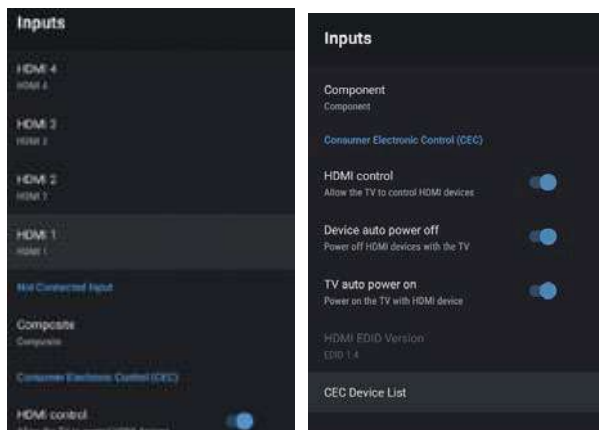 Inputs
HDMI 4
HDMI 4
HDMI 3
HDMI 3
HDMI 2
HDMI 2
HDMI 1
HDMI 1
Not Connected Input
Composite
Composite
Consumer Electronic Control (CEC)
HDMI control
Inputs
Component
Component
Consumer Electronic Control (CEC)
HDMI control
Allow the TV to control HDMI devices
Device auto power off
Power off HDMI devices with the TV
TV auto power on
Power on the TV with HDMI device
HDMI EDID Version
EDID 1.4
CEC Device List